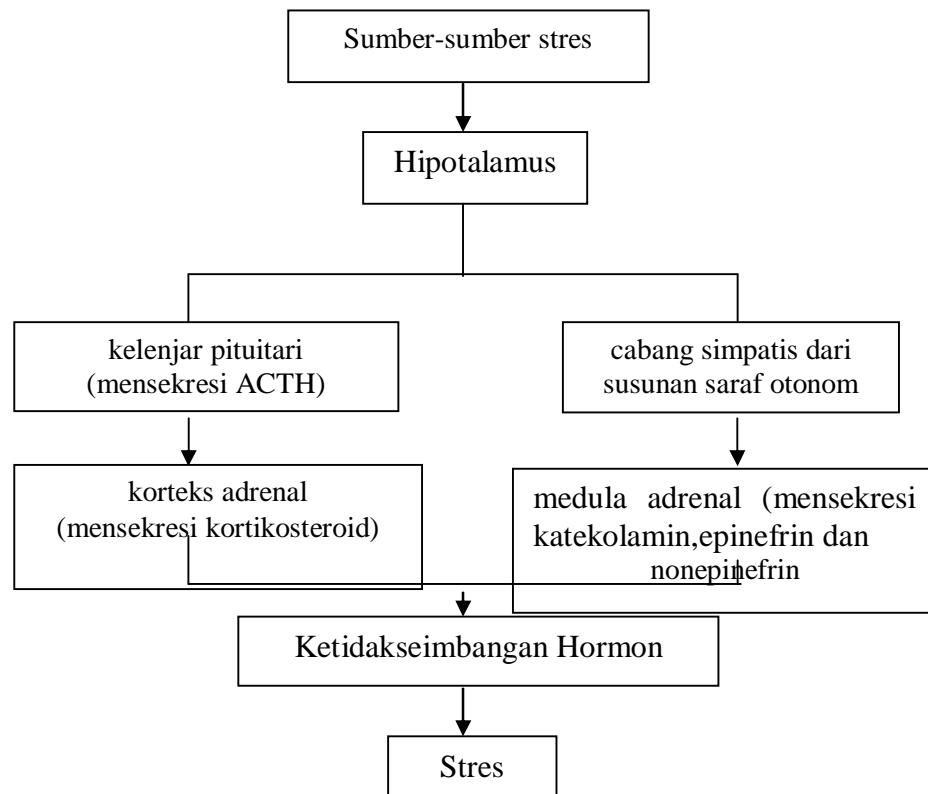 Sumber-sumber stres
Hipotalamus
kelenjar pituitari
(mensekresi ACTH)
cabang simpatis dari
susunan saraf otonom
korteks adrenal
(mensekresi kortikosteroid)
medula adrenal (mensekresi
katekolamin,epinefrin dan
nonepinefrin
Ketidakseimbangan Hormon
Stres